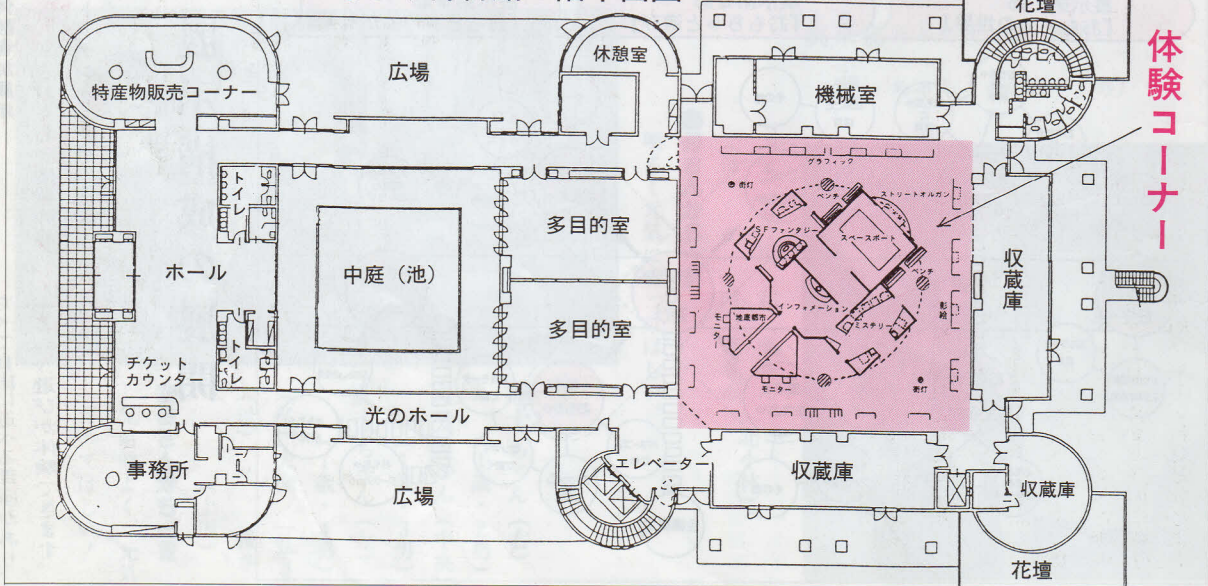 花壇
体験コーナー
広場
休憩室
機械室
特産物販売コーナー
グラフィック
街灯
ベンチ
ストリートオルガン
トイレ
多目的室
SFファンタジー
スペースポート
ホール
中庭（池）
収蔵庫
ベンチ
インフォメーション
影絵
地底都市
ミステリー
モニター
多目的室
トイレ
チケット
カウンター
モニター
街灯
光のホール
事務所
エレベーター
収蔵庫
収蔵庫
広場
花壇